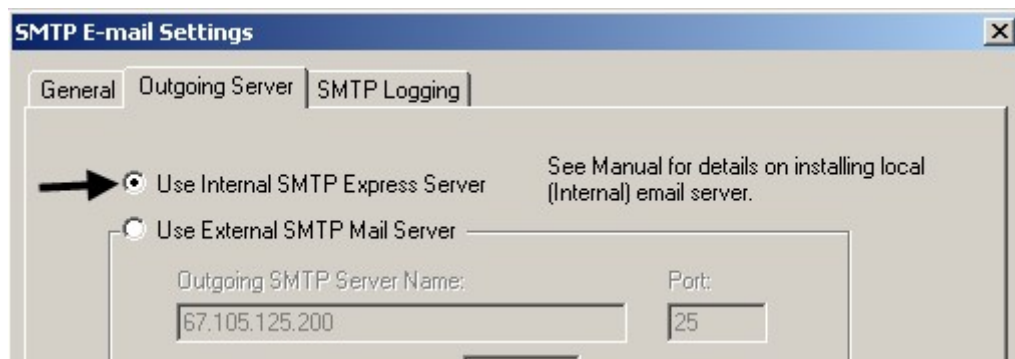 SMTP E-mail Settings
General Outgoing Server SMTP Logging
Use Internal SMTP Express Server
See Manual for details on installing local
(Internal) email server.
Use External SMTP Mail Server
Outgoing SMTP Server Name: Port:
67.105.125.200 25